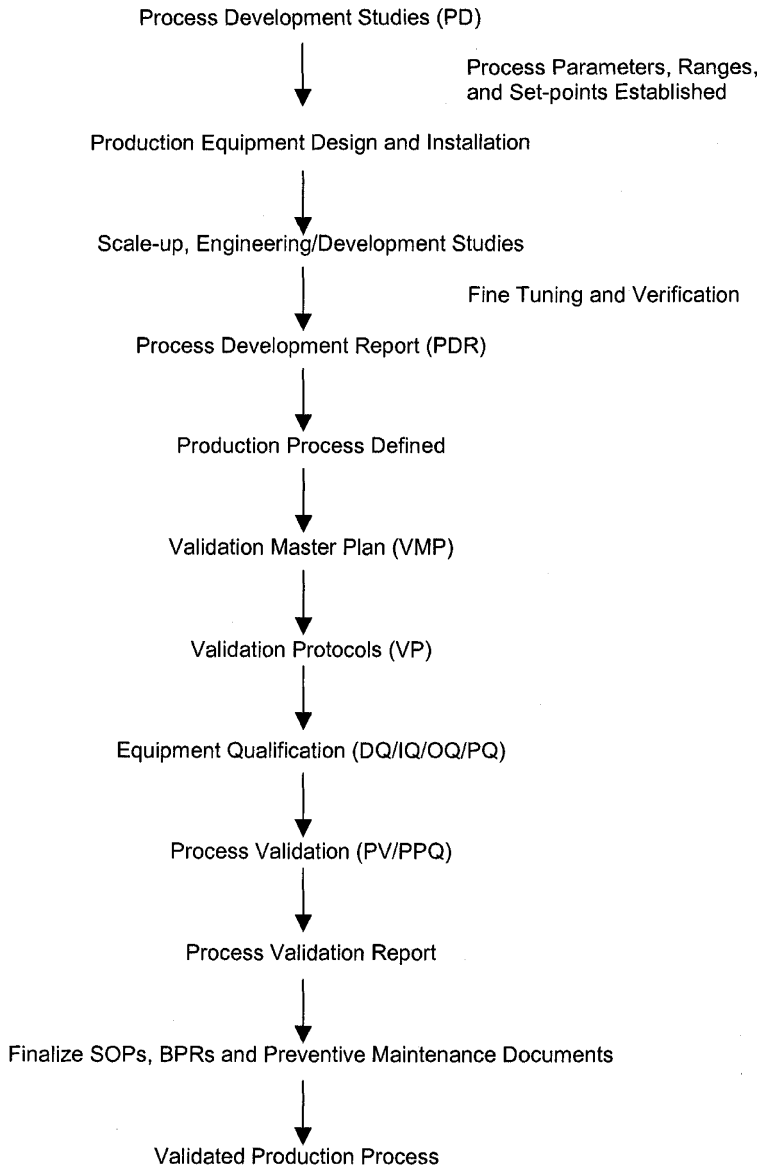 Process Development Studies (PD)
Process Parameters, Ranges,
and Set-points Established
Production Equipment Design and Installation
Scale-up, Engineering/Development Studies
Fine Tuning and Verification
Process Development Report (PDR)
Production Process Defined
Validation Master Plan (VMP)
Validation Protocols (VP)
Equipment Qualification (DQ/IQ/OQ/PQ)
Process Validation (PV/PPQ)
Process Validation Report
Finalize SOPs, BPRs and Preventive Maintenance Documents
Validated Production Process